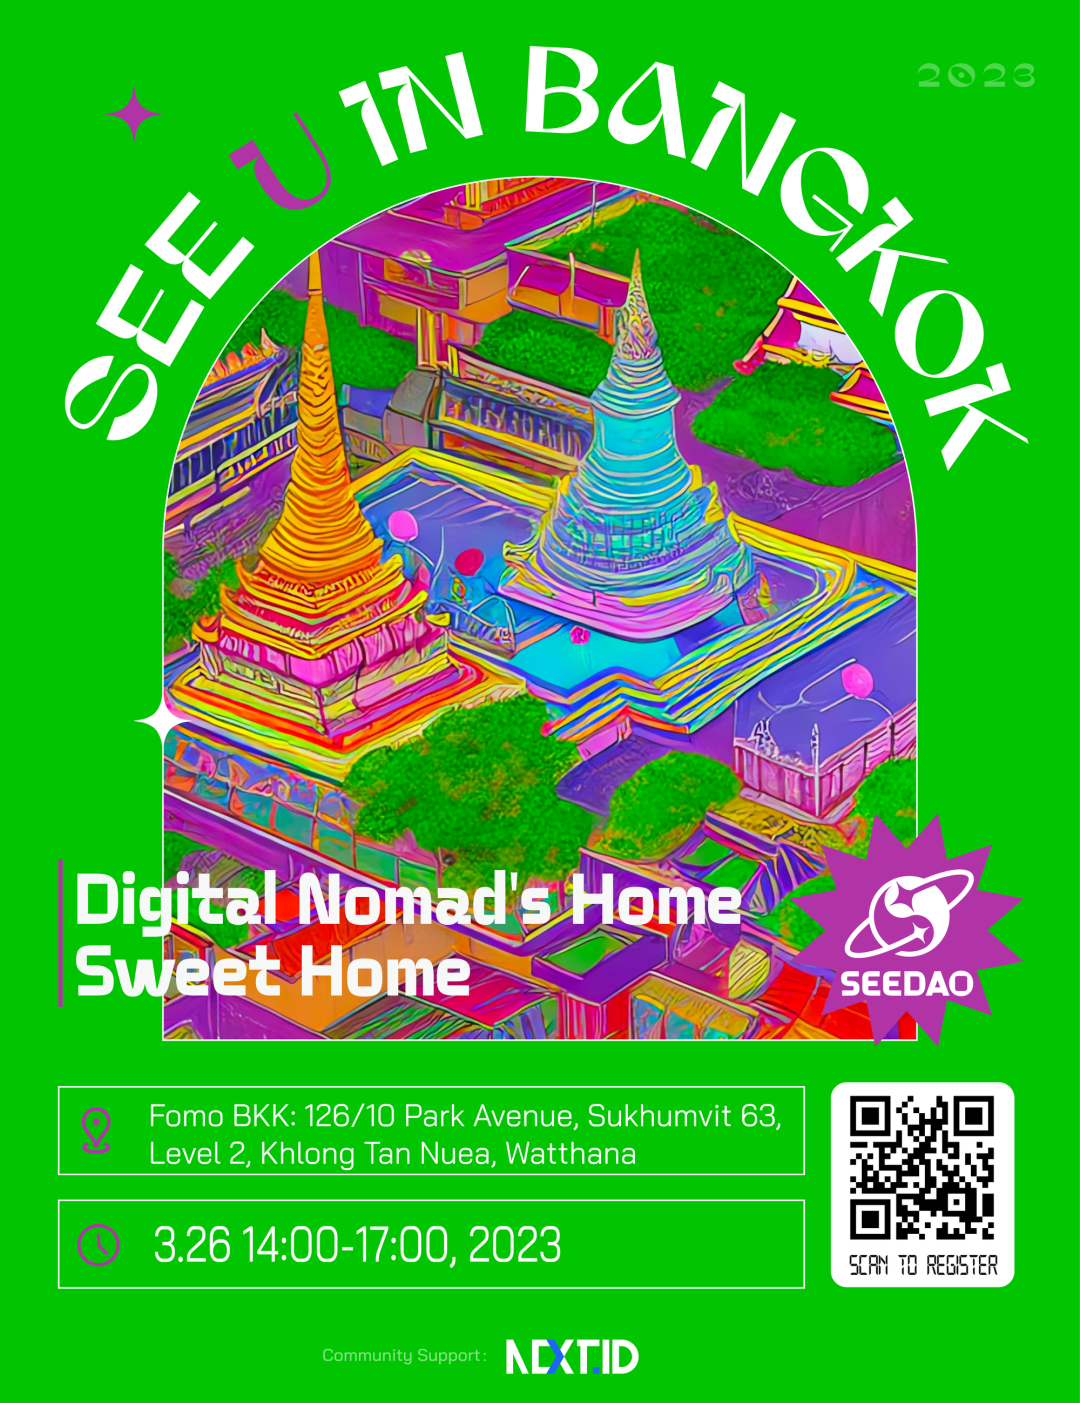 2023
SEE U IN BANGKOK
Digital Nomad's Home
Sweet Home
SEEDAO
Fomo BKK: 126/10 Park Avenue, Sukhumvit 63,
Level 2, Khlong Tan Nuea, Watthana
3.26 14:00-17:00, 2023
SCAN TO REGISTER
Community Support: NEXT.ID